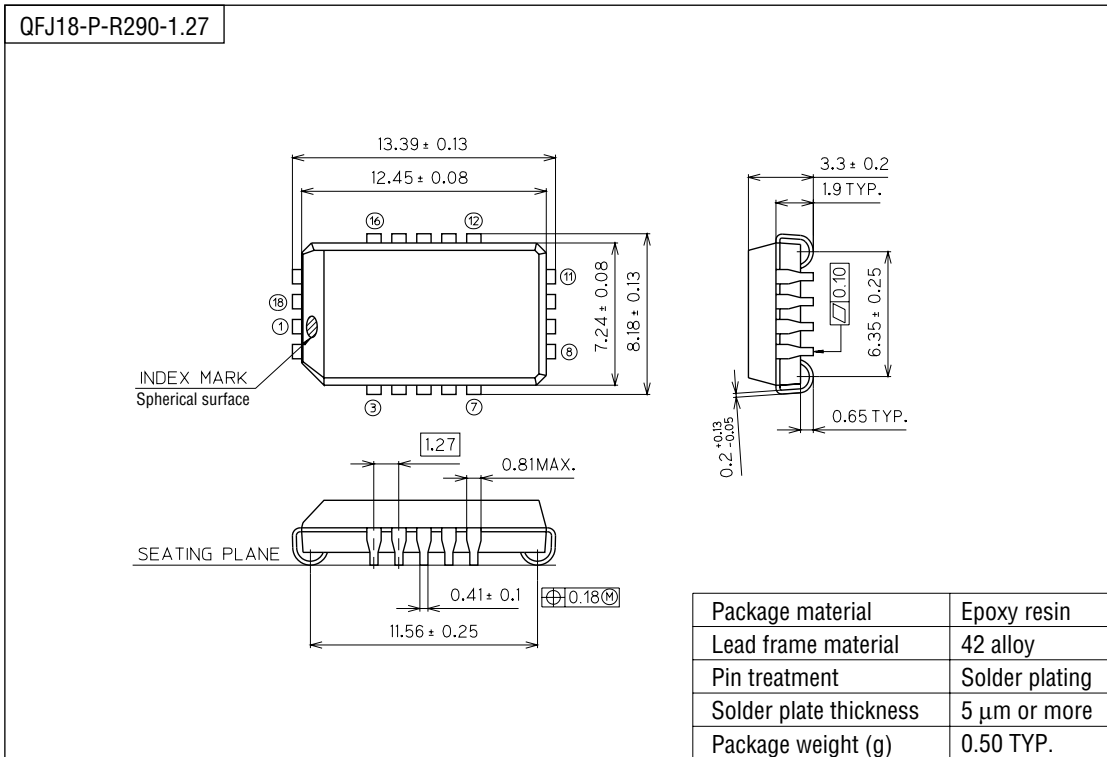 QFJ18-P-R290-1.27
13.39± 0.13
12.45± 0.08
3.3± 0.2
1.9 TYP.
16
12
11
18
1
8
7.24± 0.08
8.18± 0.13
0.10
6.35± 0.25
INDEX MARK
Spherical surface
3
7
0.65 TYP.
0.2 +0.13 -0.05
1.27
0.81MAX.
SEATING PLANE
0.41± 0.1
⌖ 0.18Ⓜ
11.56± 0.25
Package material Epoxy resin
Lead frame material 42 alloy
Pin treatment Solder plating
Solder plate thickness 5 µm or more
Package weight (g) 0.50 TYP.